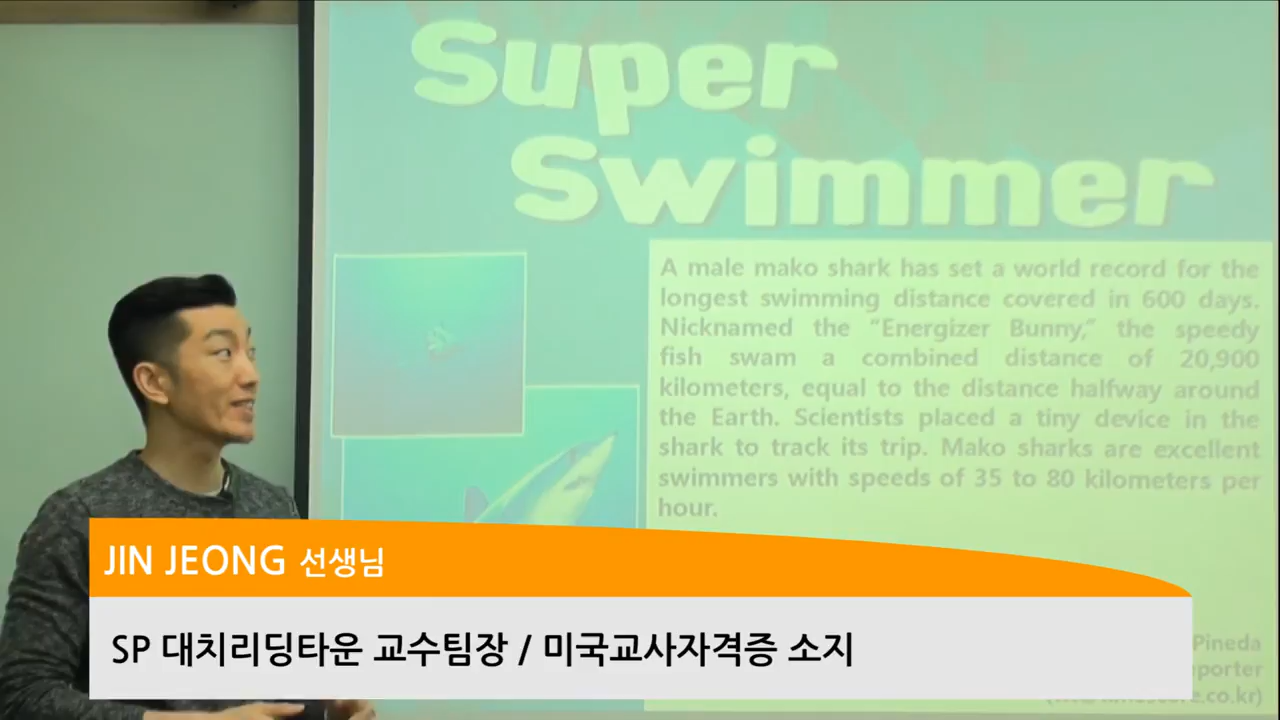 Super
Swimmer
A male mako shark has set a world record for the
longest swimming distance covered in 600 days.
Nicknamed the “Energizer Bunny,” the speedy
fish swam a combined distance of 20,900
kilometers, equal to the distance halfway around
the Earth. Scientists placed a tiny device in the
shark to track its trip. Mako sharks are excellent
swimmers with speeds of 35 to 80 kilometers per
hour.
JIN JEONG 선생님
SP 대치리딩타운 교수팀장 / 미국교사자격증 소지
Pineda